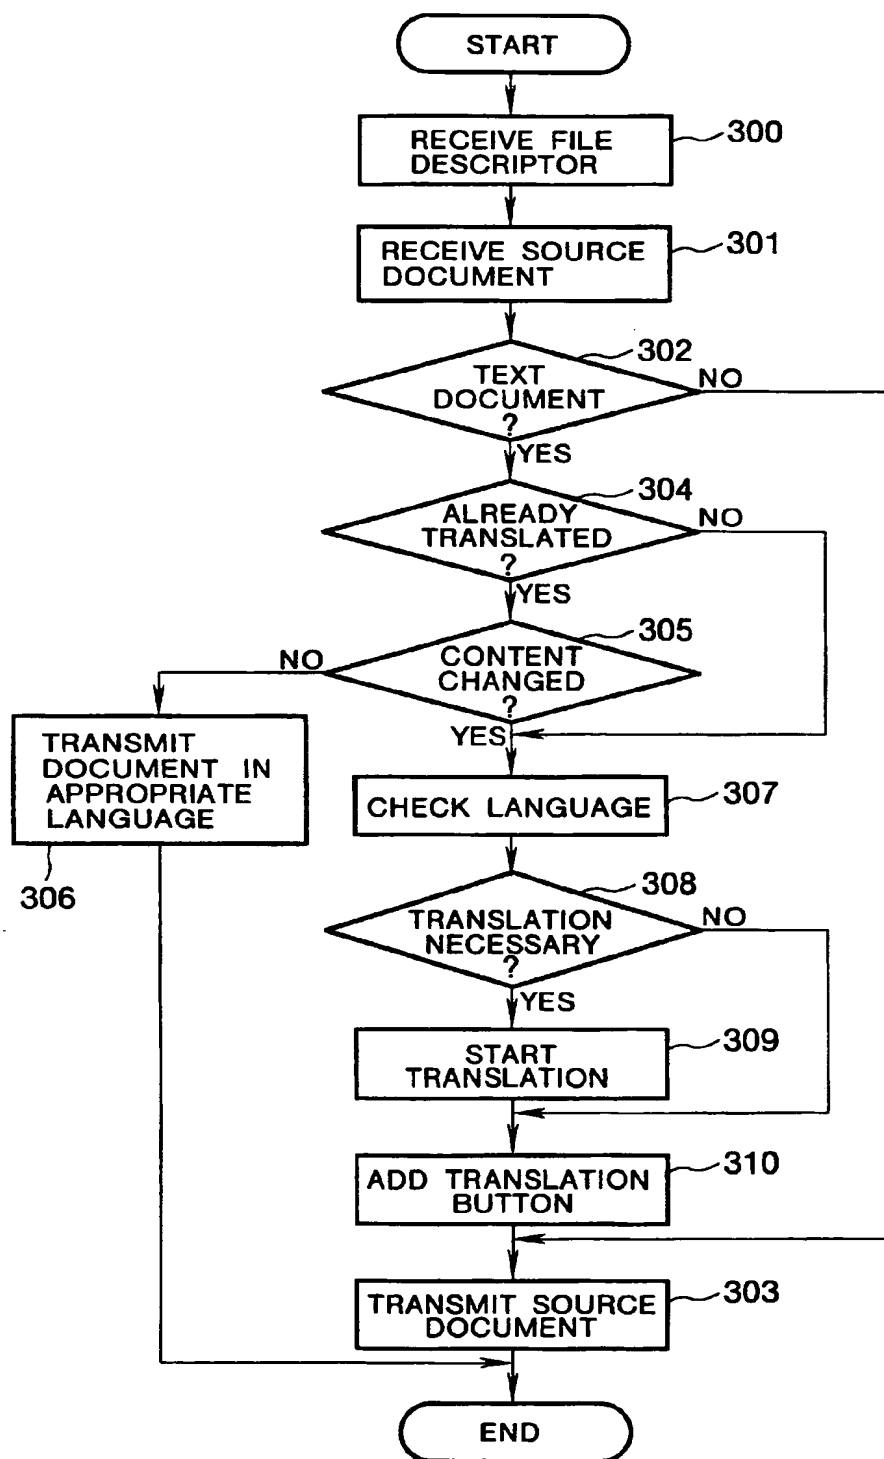 START
RECEIVE FILE
DESCRIPTOR
300
RECEIVE SOURCE
DOCUMENT
301
302
TEXT
DOCUMENT
?
NO
YES
304
ALREADY
TRANSLATED
?
NO
YES
305
CONTENT
CHANGED
?
NO
YES
TRANSMIT
DOCUMENT IN
APPROPRIATE
LANGUAGE
306
CHECK LANGUAGE
307
308
TRANSLATION
NECESSARY
?
NO
YES
START
TRANSLATION
309
ADD TRANSLATION
BUTTON
310
TRANSMIT SOURCE
DOCUMENT
303
END